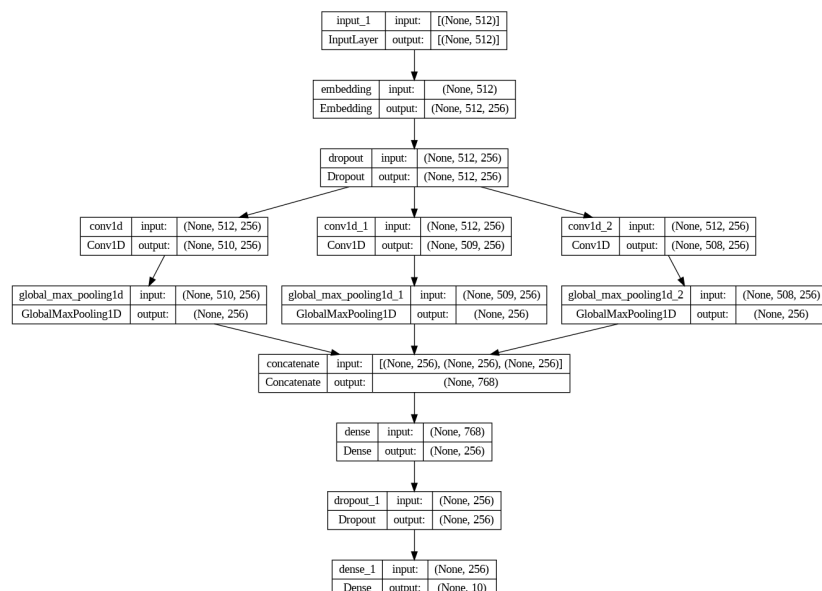 input_1 input: [(None, 512)]
InputLayer output: [(None, 512)]
embedding input: (None, 512)
Embedding output: (None, 512, 256)
dropout input: (None, 512, 256)
Dropout output: (None, 512, 256)
conv1d input: (None, 512, 256)
Conv1D output: (None, 510, 256)
conv1d_1 input: (None, 512, 256)
Conv1D output: (None, 509, 256)
conv1d_2 input: (None, 512, 256)
Conv1D output: (None, 508, 256)
global_max_pooling1d input: (None, 510, 256)
GlobalMaxPooling1D output: (None, 256)
global_max_pooling1d_1 input: (None, 509, 256)
GlobalMaxPooling1D output: (None, 256)
global_max_pooling1d_2 input: (None, 508, 256)
GlobalMaxPooling1D output: (None, 256)
concatenate input: [(None, 256), (None, 256), (None, 256)]
Concatenate output: (None, 768)
dense input: (None, 768)
Dense output: (None, 256)
dropout_1 input: (None, 256)
Dropout output: (None, 256)
dense_1 input: (None, 256)
Dense output: (None, 10)